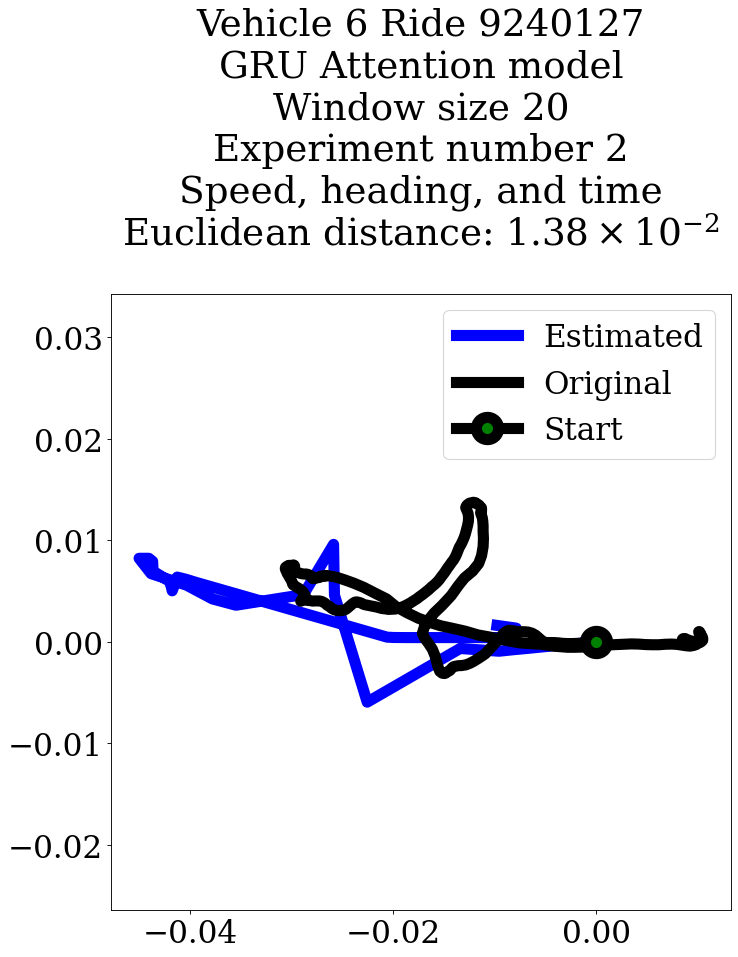 Vehicle 6 Ride 9240127
GRU Attention model
Window size 20
Experiment number 2
Speed, heading, and time
Euclidean distance: 1.38 × 10⁻²
Estimated
Original
Start
0.03
0.02
0.01
0.00
−0.01
−0.02
−0.04
−0.02
0.00